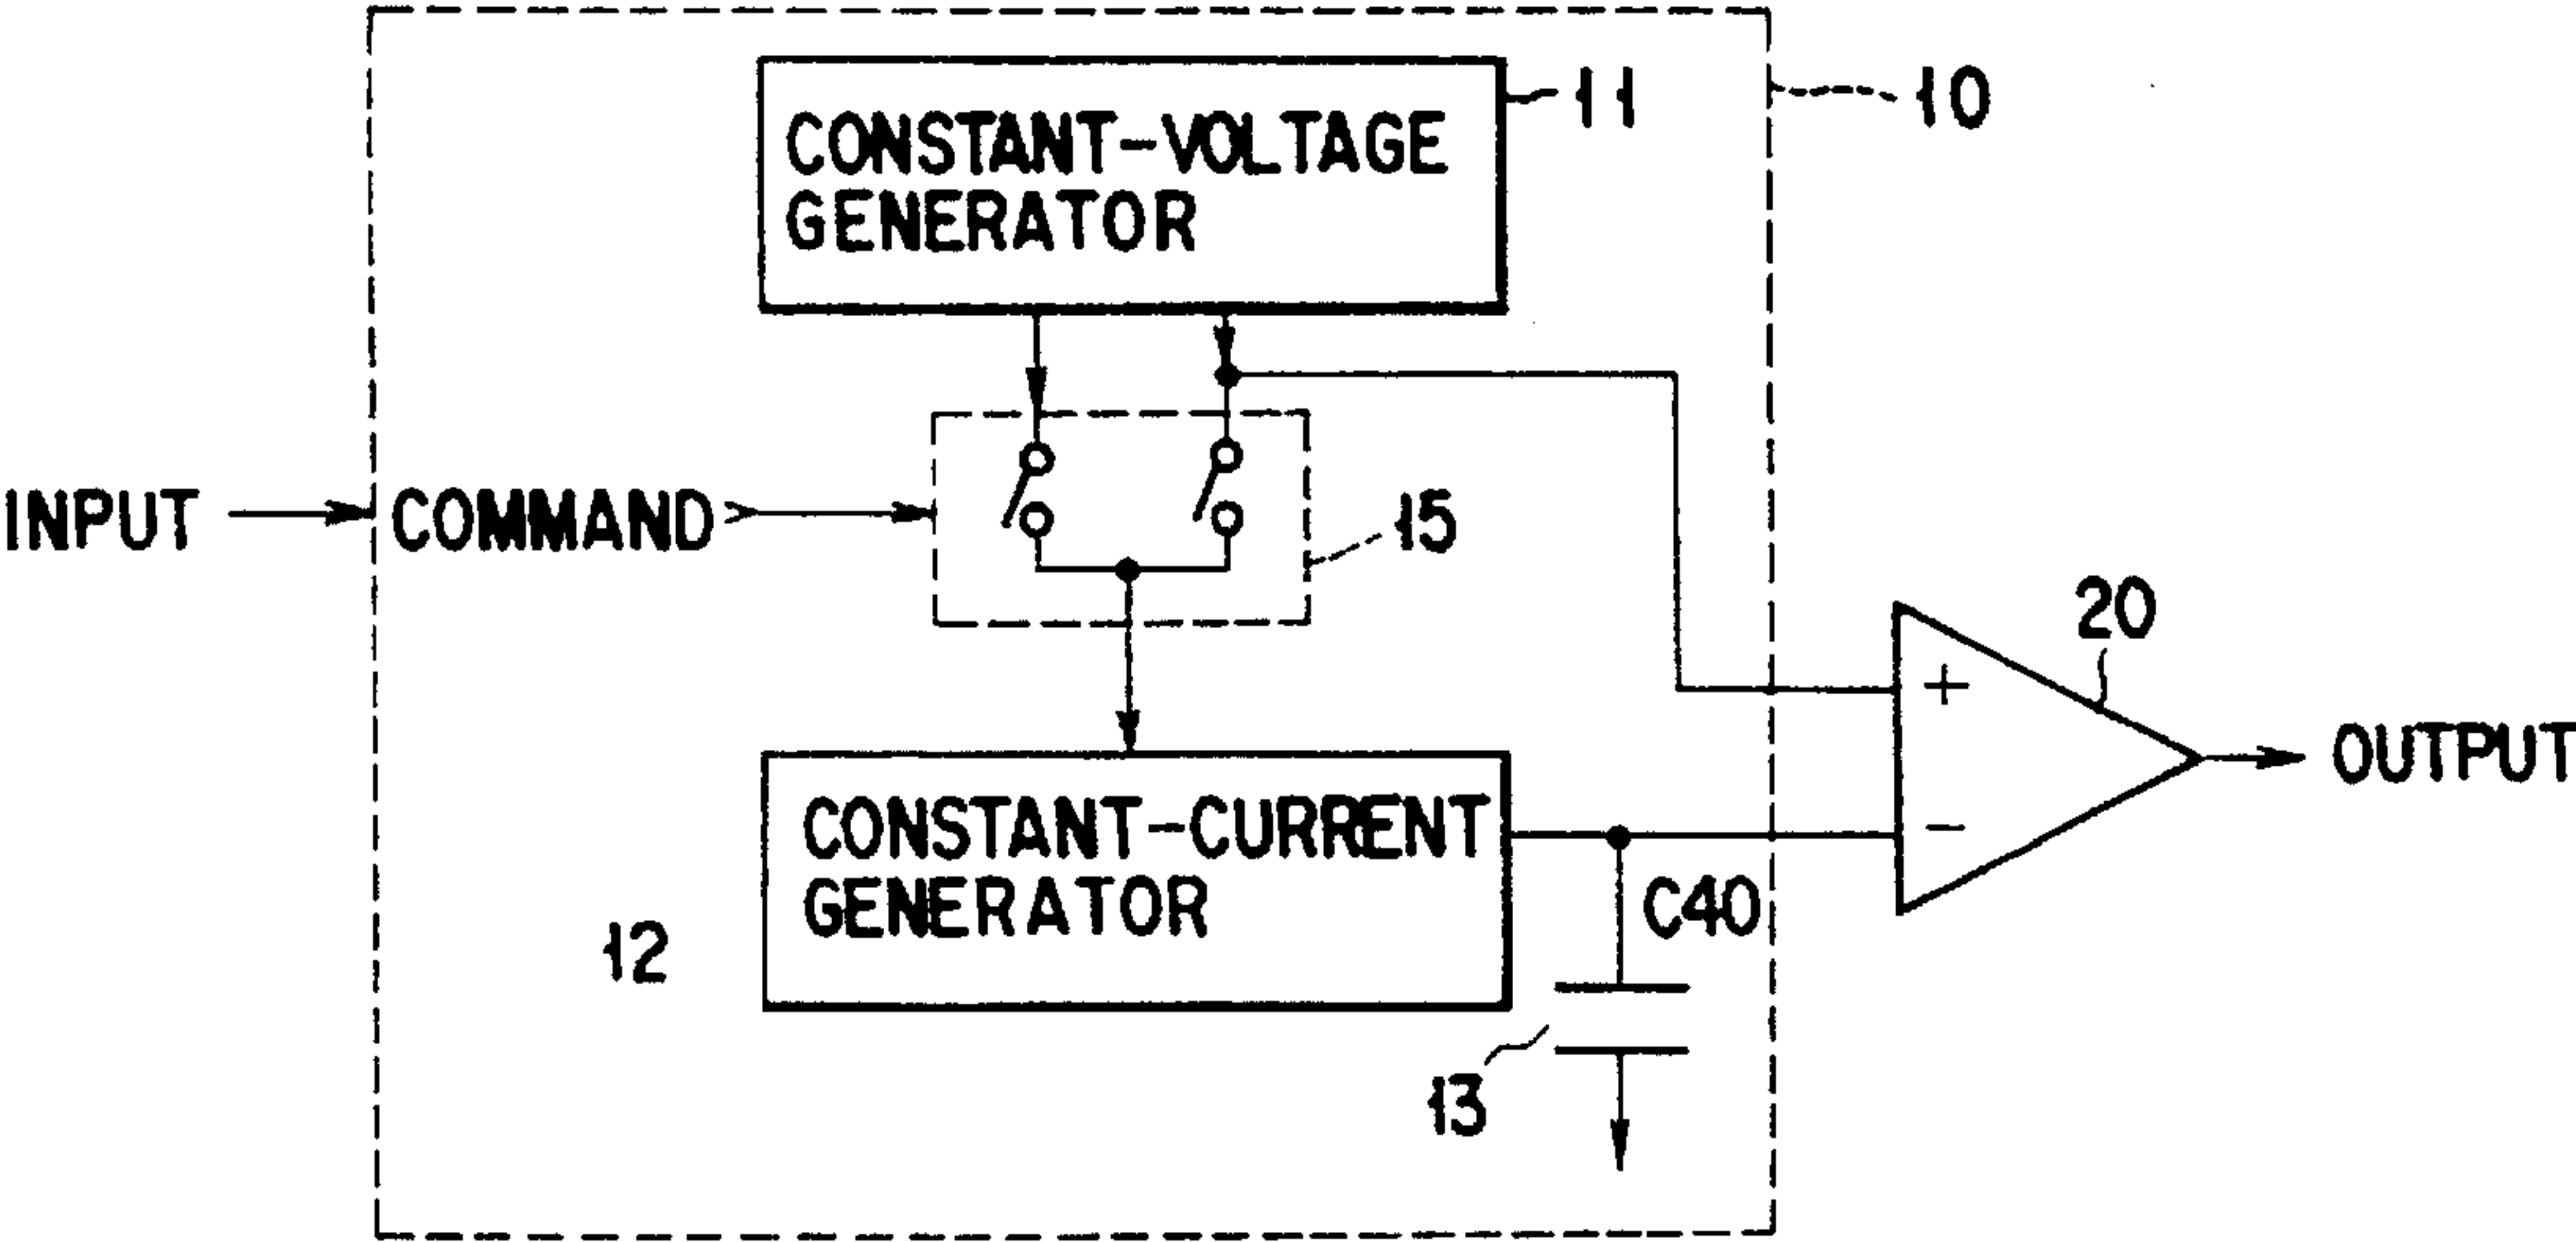 CONSTANT-VOLTAGE
GENERATOR
11
10
INPUT
COMMAND
15
20
+
-
OUTPUT
CONSTANT-CURRENT
GENERATOR
12
C40
13